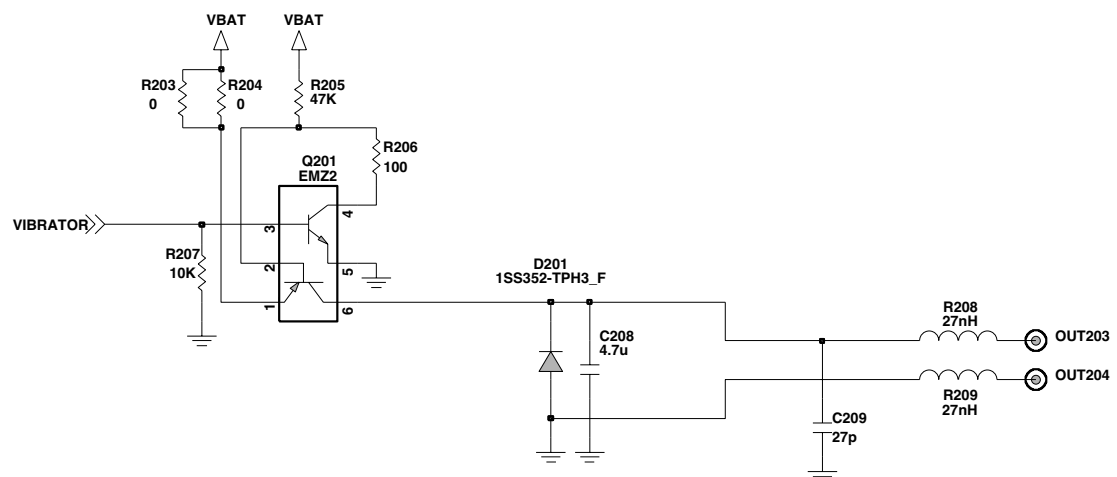 VBAT
VBAT
R203
0
R204
0
R205
47K
R206
100
Q201
EMZ2
4
VIBRATOR
3
R207
10K
2
5
1
6
D201
1SS352-TPH3_F
C208
4.7u
R208
27nH
OUT203
OUT204
R209
27nH
C209
27p